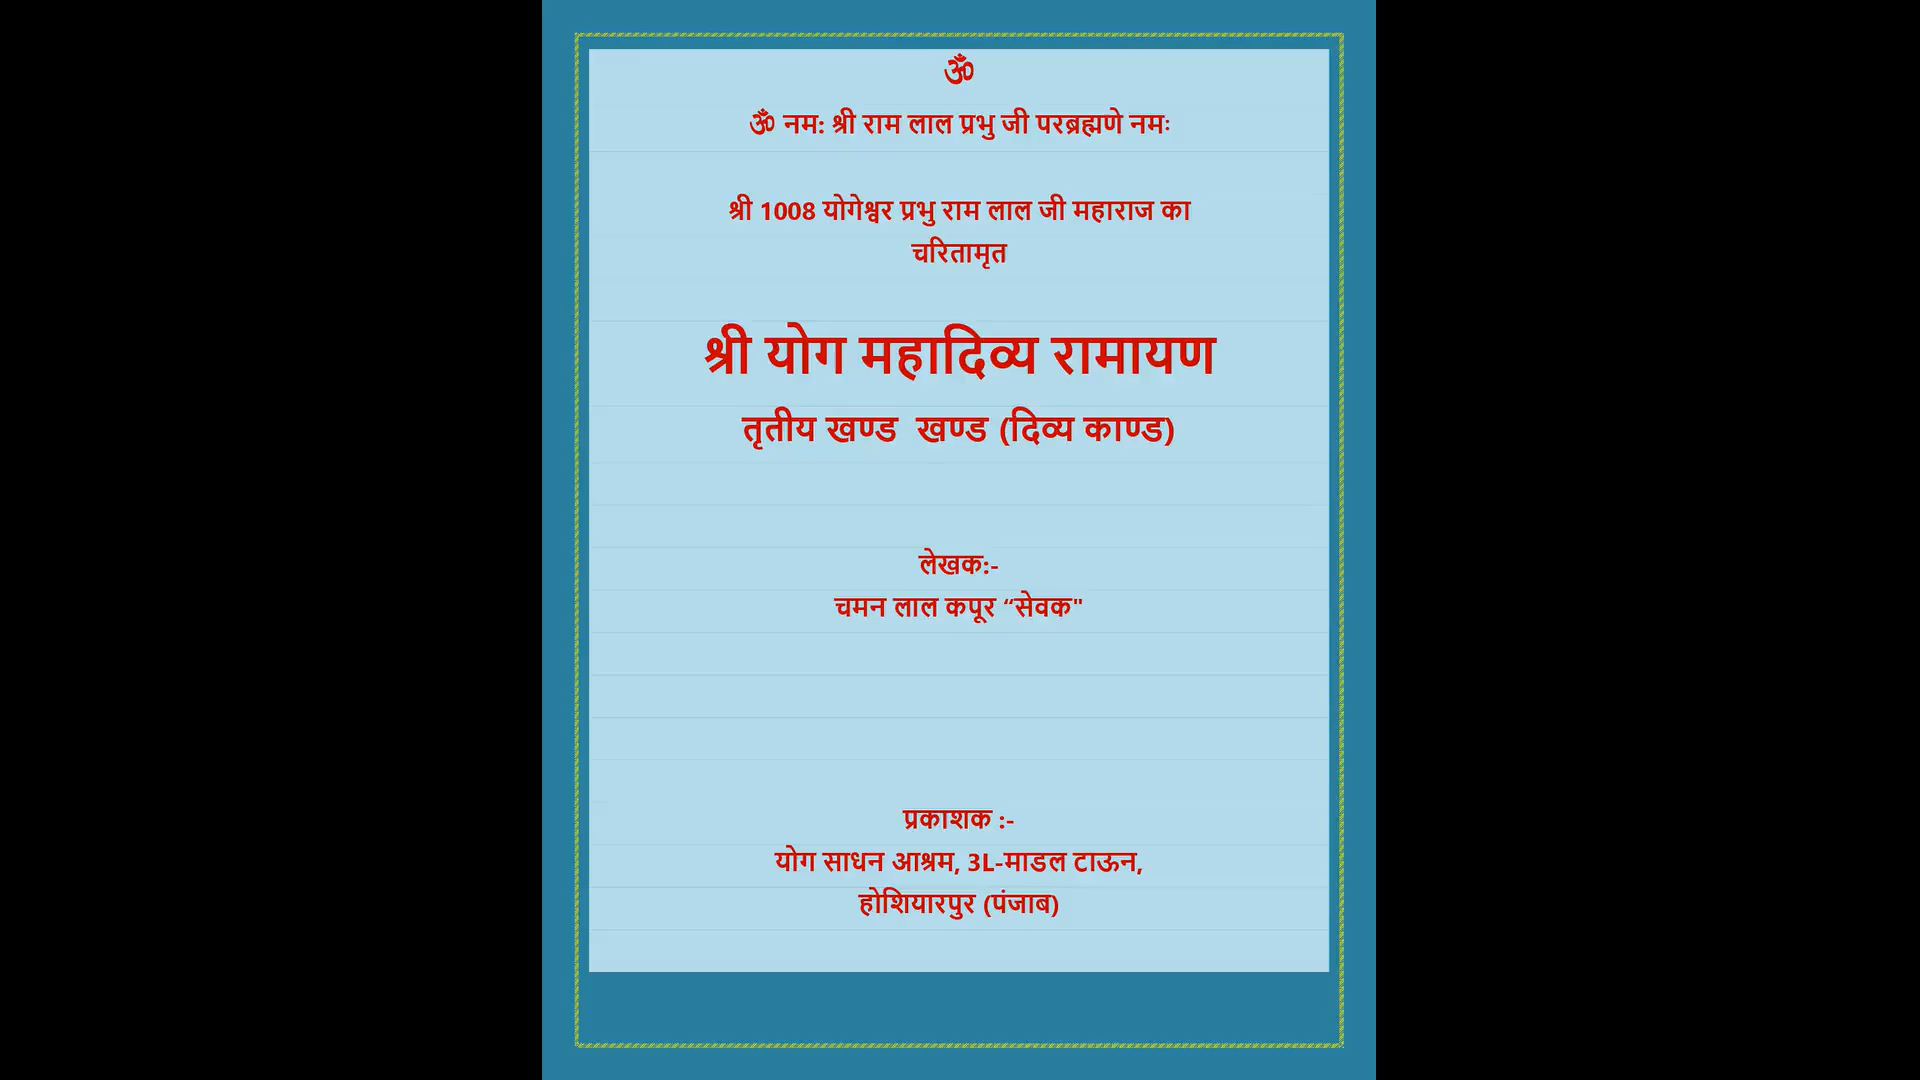 ॐ
ॐ नम: श्री राम लाल प्रभु जी परब्रह्मणे नमः
श्री 1008 योगेश्वर प्रभु राम लाल जी महाराज का
चरितामृत
श्री योग महादिव्य रामायण
तृतीय खण्ड  खण्ड (दिव्य काण्ड)
लेखक:-
चमन लाल कपूर “सेवक"
प्रकाशक :-
योग साधन आश्रम, 3L-माडल टाऊन,
होशियारपुर (पंजाब)